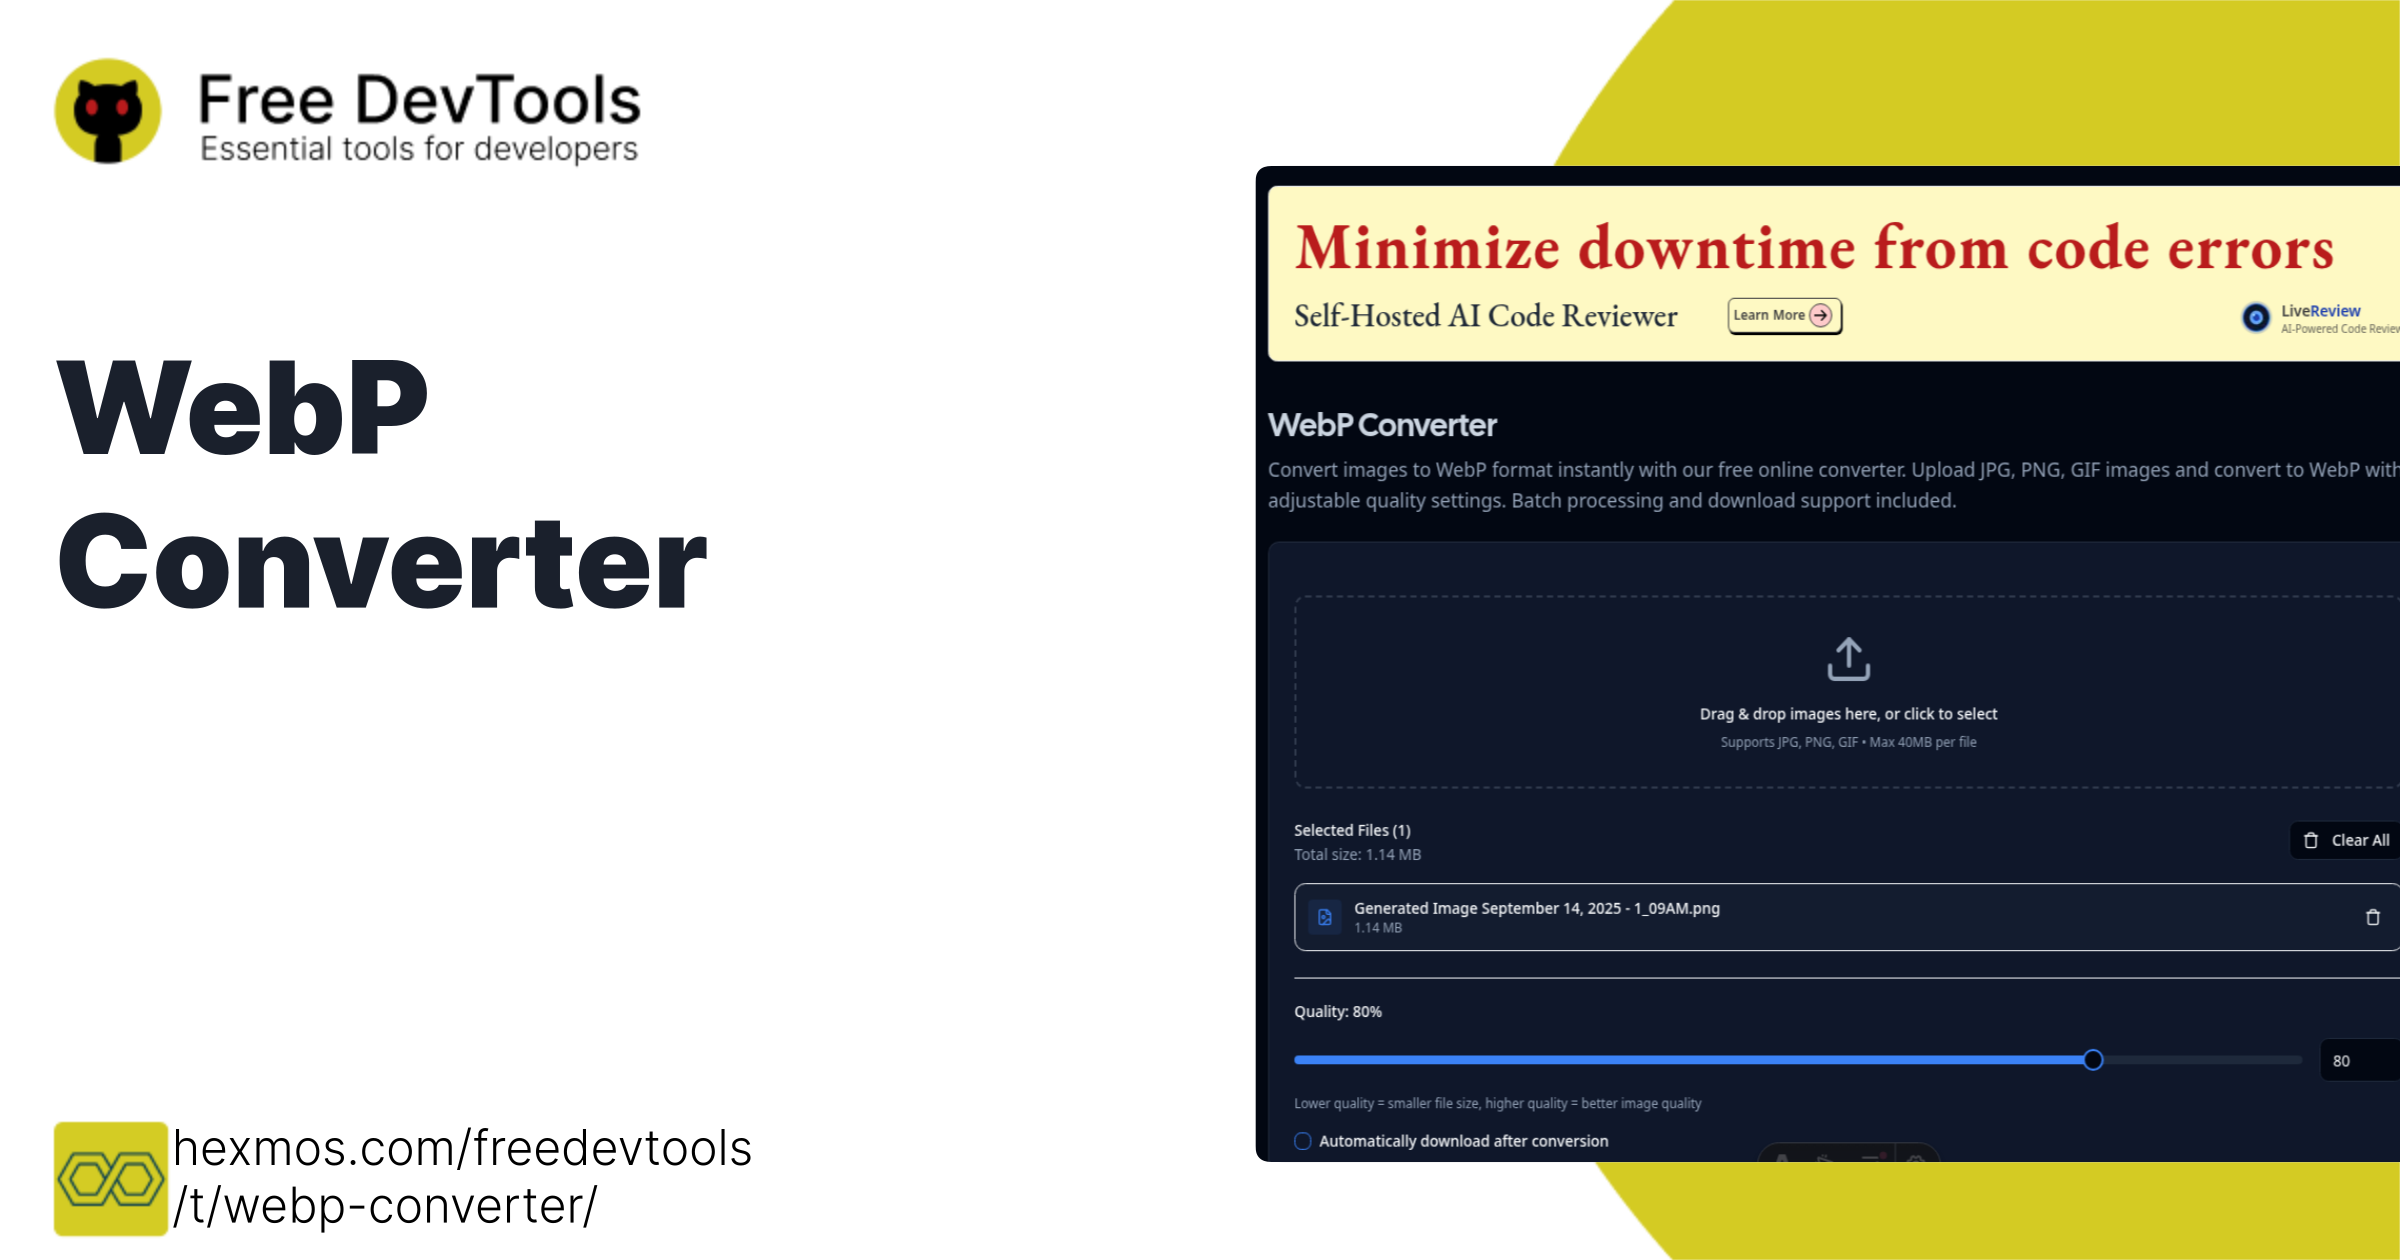 Free DevTools
Essential tools for developers
WebP
Converter
hexmos.com/freedevtools
/t/webp-converter/
Minimize downtime from code errors
Self-Hosted AI Code Reviewer
Learn More
LiveReview
AI-Powered Code Review
WebP Converter
Convert images to WebP format instantly with our free online converter. Upload JPG, PNG, GIF images and convert to WebP with
adjustable quality settings. Batch processing and download support included.
Drag & drop images here, or click to select
Supports JPG, PNG, GIF • Max 40MB per file
Selected Files (1)
Total size: 1.14 MB
Clear All
Generated Image September 14, 2025 - 1_09AM.png
1.14 MB
Quality: 80%
80
Lower quality = smaller file size, higher quality = better image quality
Automatically download after conversion